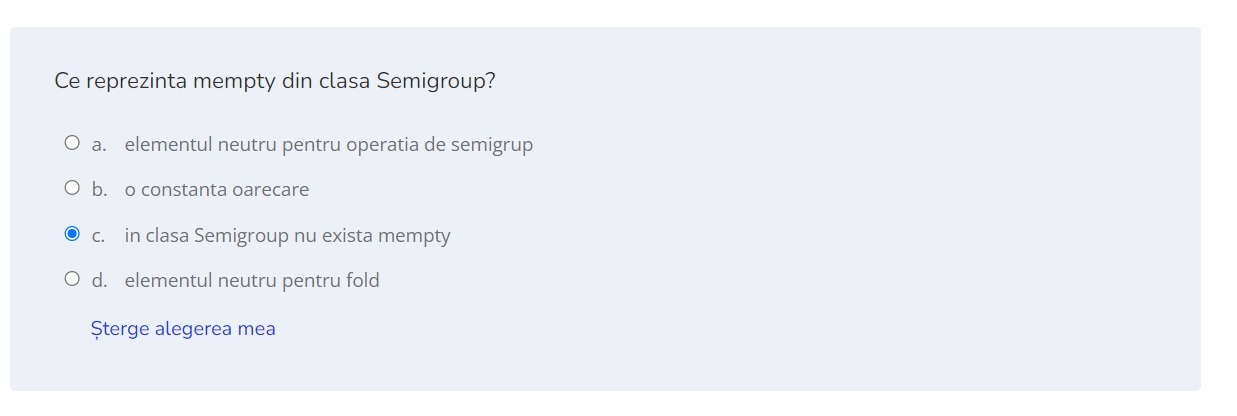 Ce reprezinta mempty din clasa Semigroup?
a. elementul neutru pentru operatia de semigrup
b. o constanta oarecare
c. in clasa Semigroup nu exista mempty
d. elementul neutru pentru fold
Șterge alegerea mea